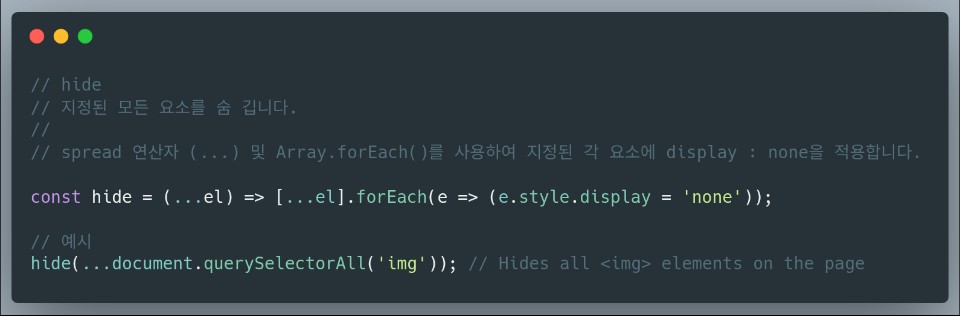 // hide
// 지정된 모든 요소를 숨 깁니다.
//
// spread 연산자 (...) 및 Array.forEach()를 사용하여 지정된 각 요소에 display : none을 적용합니다.
const hide = (...el) => [...el].forEach(e => (e.style.display = 'none'));
// 예시
hide(...document.querySelectorAll('img')); // Hides all <img> elements on the page